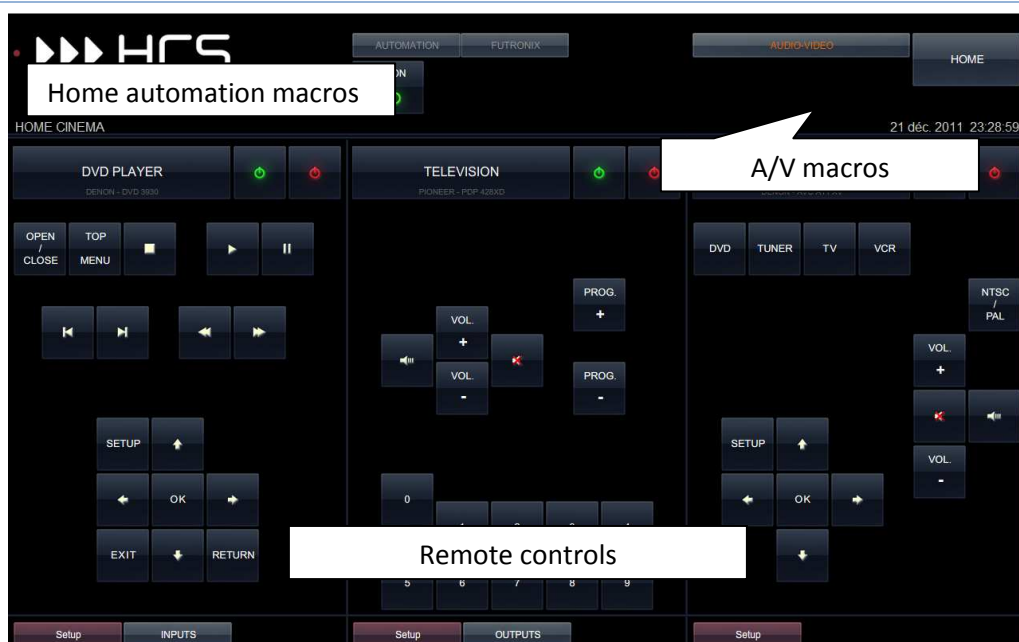 HCS
AUTOMATION FUTRONIX
AUDIO-VIDEO
HOME
Home automation macros
HOME CINEMA
21 déc. 2011 23:28:59
A/V macros
DVD PLAYER
DENON - DVD 3930
TELEVISION
PIONEER - PDP 428XD
OPEN
/
CLOSE
TOP
MENU
DVD TUNER TV VCR
NTSC
/
PAL
PROG.
+
VOL.
+
VOL.
-
PROG.
-
VOL.
+
VOL.
-
SETUP
OK
EXIT RETURN
0
5 6 7 8 9
SETUP
OK
Remote controls
Setup INPUTS
Setup OUTPUTS
Setup